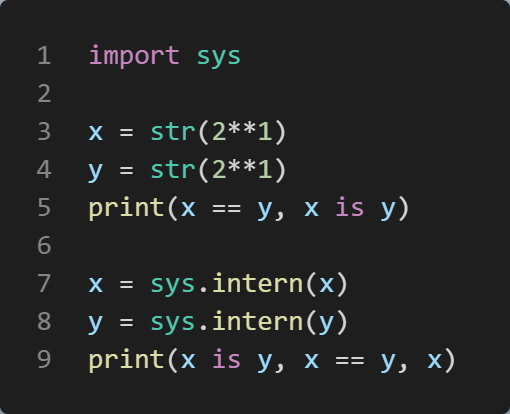 1 import sys
2
3 x = str(2**1)
4 y = str(2**1)
5 print(x == y, x is y)
6
7 x = sys.intern(x)
8 y = sys.intern(y)
9 print(x is y, x == y, x)